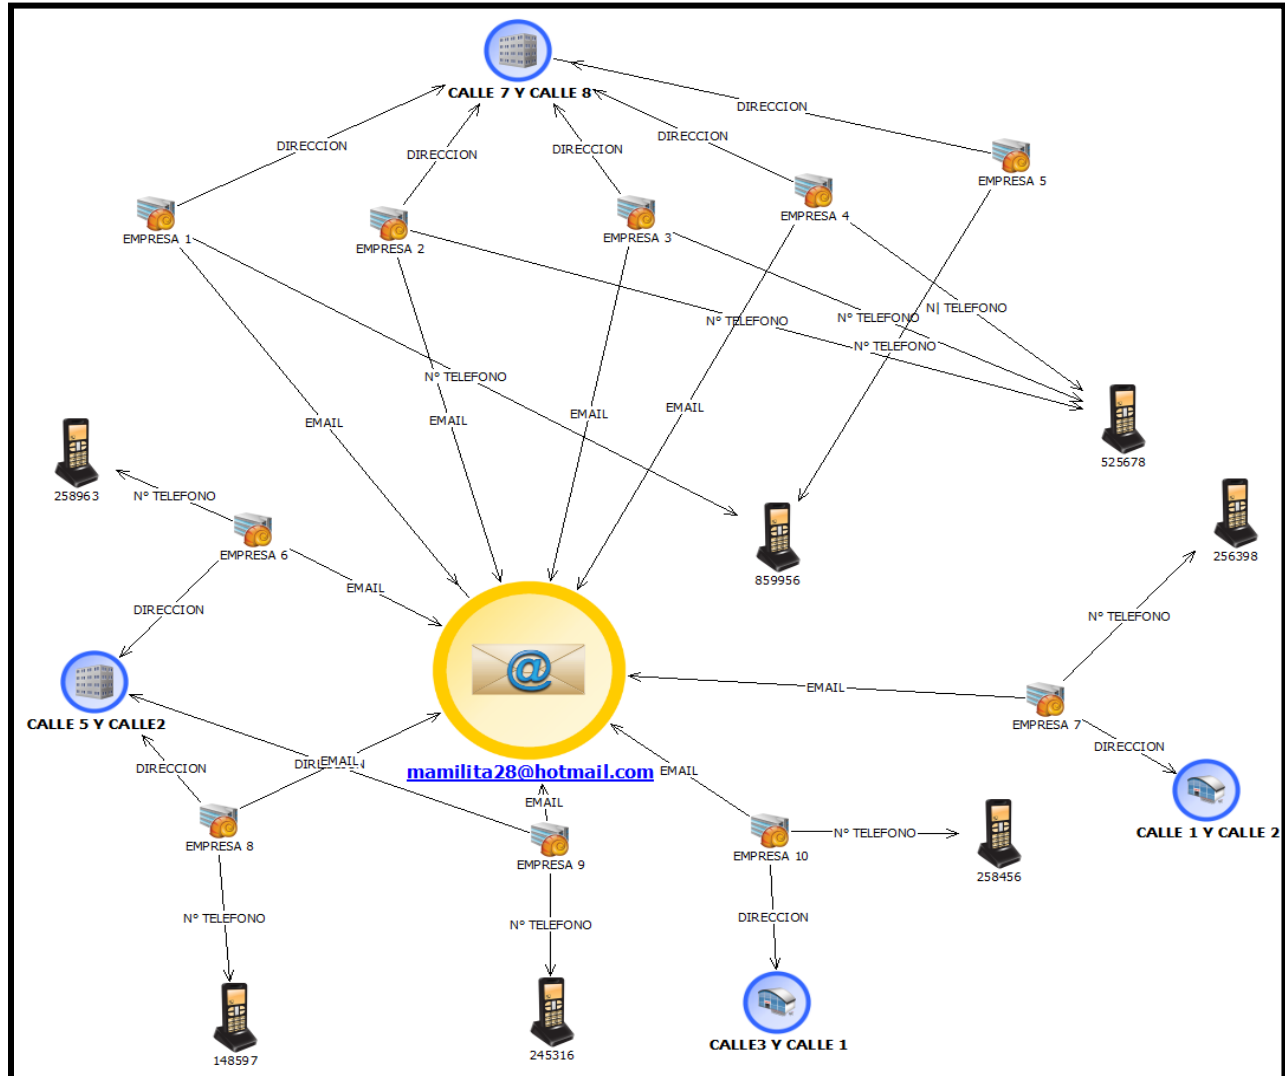 CALLE 7 Y CALLE 8
DIRECCION
DIRECCION
DIRECCION
DIRECCION
DIRECCION
EMPRESA 5
EMPRESA 4
EMPRESA 1
EMPRESA 2
EMPRESA 3
N| TELEFONO
N° TELEFONO
N° TELEFONO
N° TELEFONO
N° TELEFONO
EMAIL
EMAIL
EMAIL
EMAIL
525678
258963
N° TELEFONO
EMPRESA 6
256398
859956
EMAIL
DIRECCION
N° TELEFONO
EMAIL
CALLE 5 Y CALLE2
EMPRESA 7
DIRECCION
EMAIL
DIRECCION
mamilita28@hotmail.com
EMAIL
EMAIL
CALLE 1 Y CALLE 2
EMPRESA 8
EMPRESA 9
EMPRESA 10
N° TELEFONO
258456
N° TELEFONO
N° TELEFONO
DIRECCION
148597
245316
CALLE3 Y CALLE 1